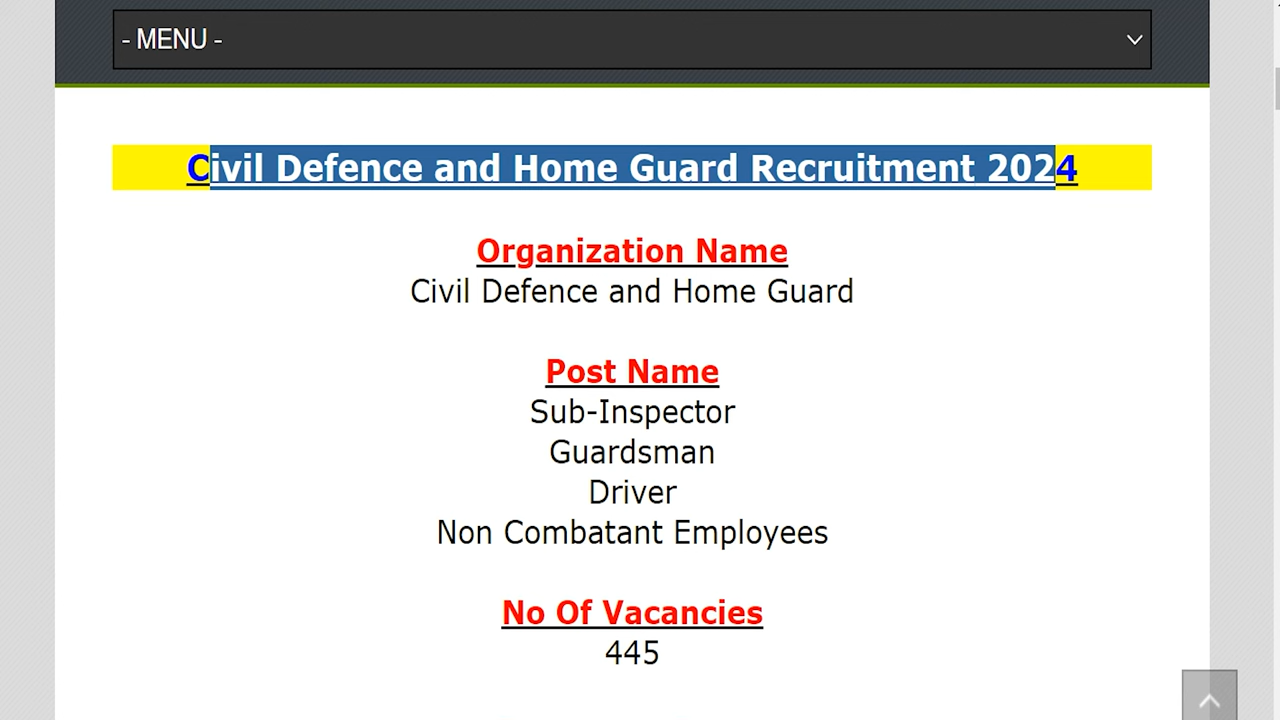 - MENU -
Civil Defence and Home Guard Recruitment 2024
Organization Name
Civil Defence and Home Guard
Post Name
Sub-Inspector
Guardsman
Driver
Non Combatant Employees
No Of Vacancies
445